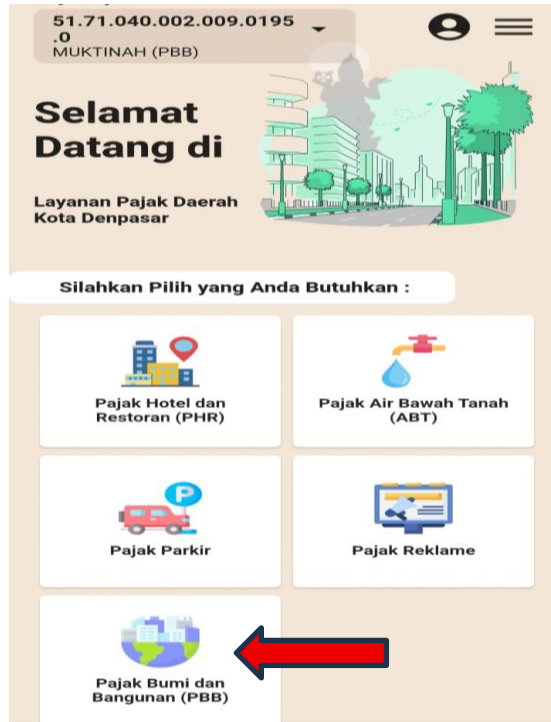 51.71.040.002.009.0195
.0
MUKTINAH (PBB)
Selamat
Datang di
Layanan Pajak Daerah
Kota Denpasar
Silahkan Pilih yang Anda Butuhkan :
Pajak Hotel dan
Restoran (PHR)
Pajak Air Bawah Tanah
(ABT)
P
Pajak Parkir
Pajak Reklame
Pajak Bumi dan
Bangunan (PBB)